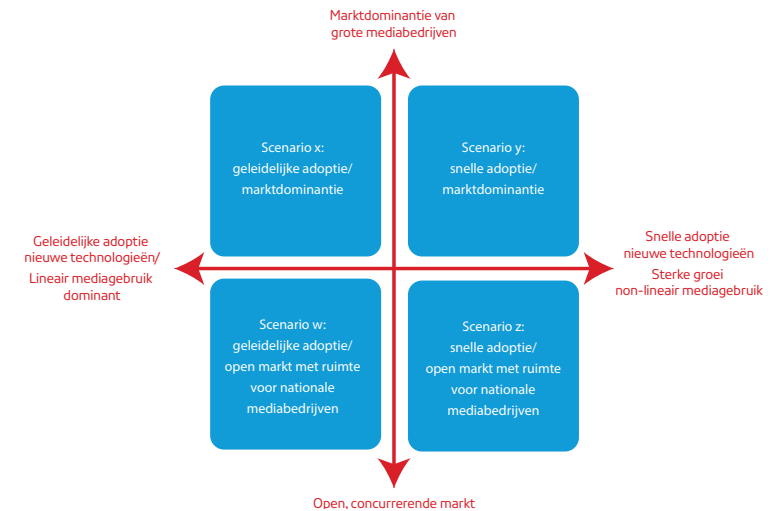 Marktdominantie van
grote mediabedrijven
Scenario x:
geleidelijke adoptie/
marktdominantie
Scenario y:
snelle adoptie/
marktdominantie
Geleidelijke adoptie
nieuwe technologieën/
Lineair mediagebruik
dominant
Snelle adoptie
nieuwe technologieën
Sterke groei
non-lineair mediagebruik
Scenario w:
geleidelijke adoptie/
open markt met ruimte
voor nationale
mediabedrijven
Scenario z:
snelle adoptie/
open markt met ruimte
voor nationale
mediabedrijven
Open, concurrerende markt